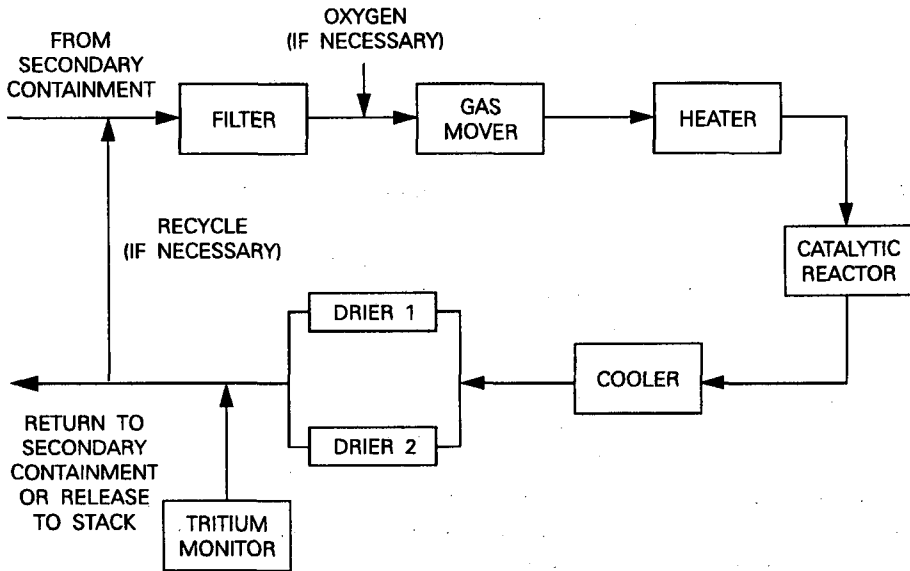 OXYGEN
(IF NECESSARY)
FROM
SECONDARY
CONTAINMENT
FILTER
GAS
MOVER
HEATER
RECYCLE
(IF NECESSARY)
CATALYTIC
REACTOR
DRIER 1
COOLER
DRIER 2
RETURN TO
SECONDARY
CONTAINMENT
OR RELEASE
TO STACK
TRITIUM
MONITOR